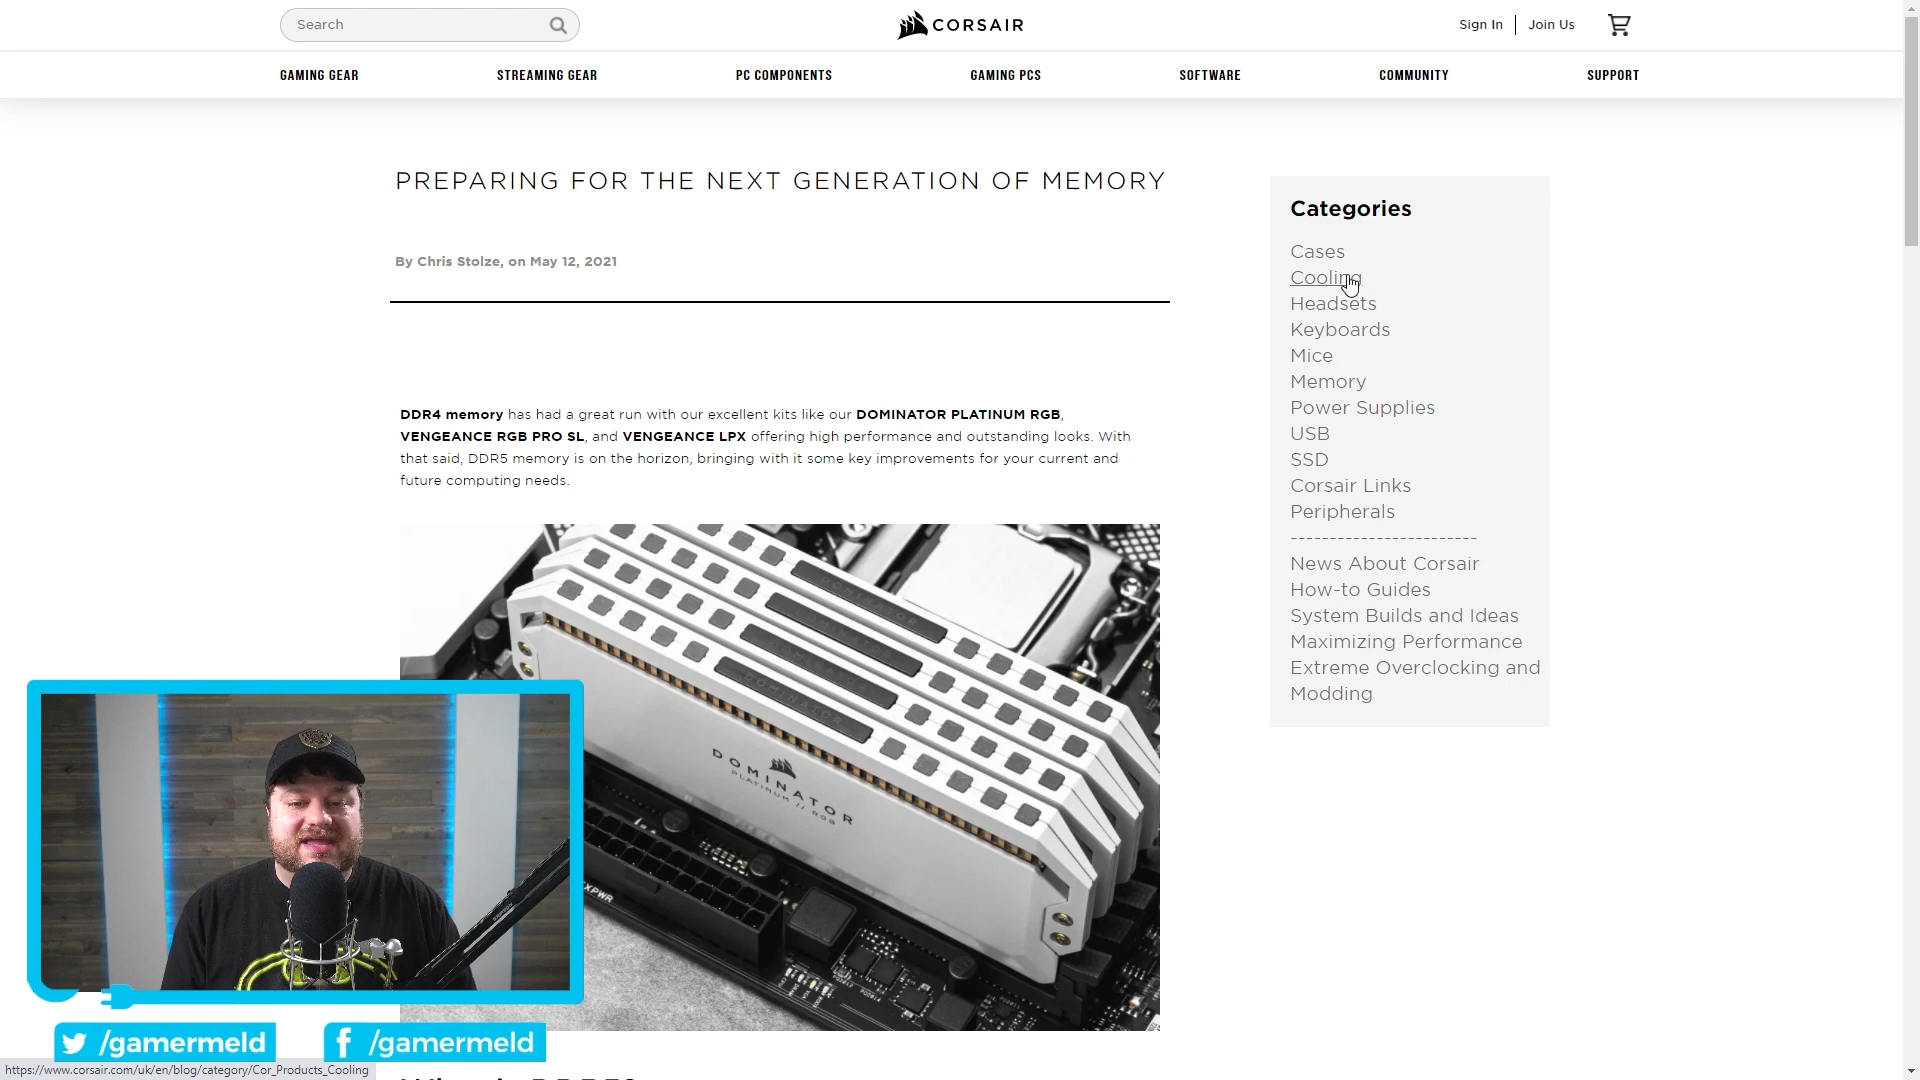 Search
CORSAIR
Sign In
Join Us
GAMING GEAR
STREAMING GEAR
PC COMPONENTS
GAMING PCS
SOFTWARE
COMMUNITY
SUPPORT
PREPARING FOR THE NEXT GENERATION OF MEMORY
By Chris Stolze, on May 12, 2021
DDR4 memory has had a great run with our excellent kits like our DOMINATOR PLATINUM RGB,
VENGEANCE RGB PRO SL, and VENGEANCE LPX offering high performance and outstanding looks. With
that said, DDR5 memory is on the horizon, bringing with it some key improvements for your current and
future computing needs.
DOMINATOR
DOMINATOR
DOMINATOR
DOMINATOR
DOMINATOR
PLATINUM // RGB
Categories
Cases
Cooling
Headsets
Keyboards
Mice
Memory
Power Supplies
USB
SSD
Corsair Links
Peripherals
------------------------
News About Corsair
How-to Guides
System Builds and Ideas
Maximizing Performance
Extreme Overclocking and
Modding
/gamermeld
/gamermeld
https://www.corsair.com/uk/en/blog/category/Cor_Products_Cooling